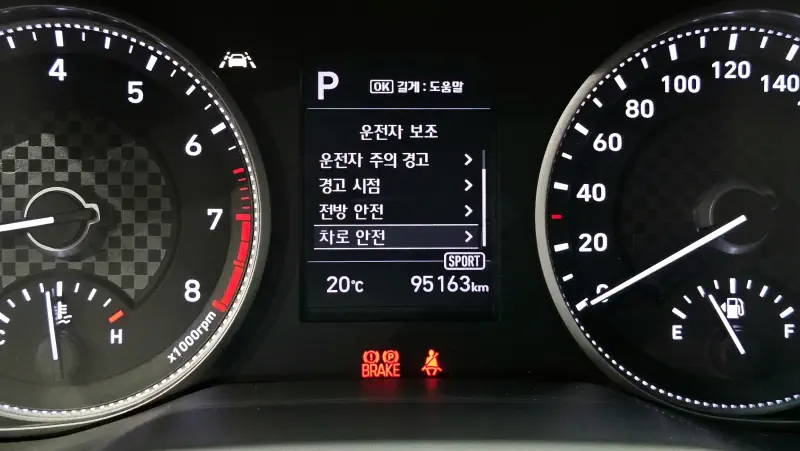 4
5
6
7
8
x1000rpm
C
H
P
OK 길게 : 도움말
운전자 보조
운전자 주의 경고
경고 시점
전방 안전
차로 안전
SPORT
20℃
95163km
P
BRAKE
0
20
40
60
80
100
120
140
E
F